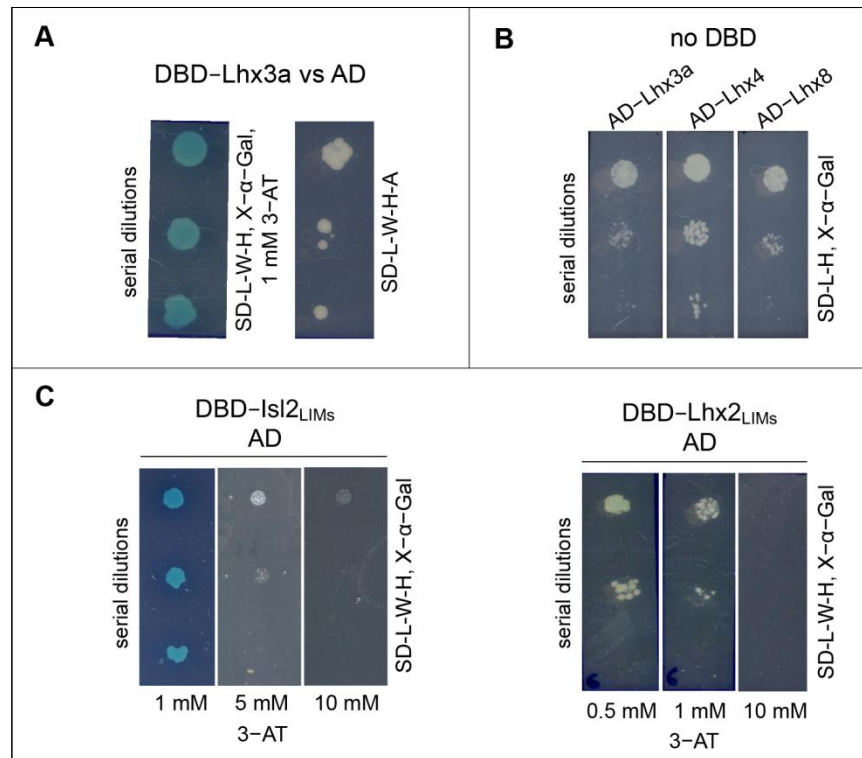 A
DBD-Lhx3a vs AD
serial dilutions
SD-L-W-H, X-α-Gal,
1 mM 3-AT
SD-L-W-H-A
B
no DBD
AD-Lhx3a
AD-Lhx4
AD-Lhx8
serial dilutions
SD-L-H, X-α-Gal
C
DBD-Isl2LIMs
AD
serial dilutions
1 mM 5 mM 10 mM
3-AT
SD-L-W-H, X-α-Gal
DBD-Lhx2LIMs
AD
serial dilutions
6 6
0.5 mM 1 mM 10 mM
3-AT
SD-L-W-H, X-α-Gal